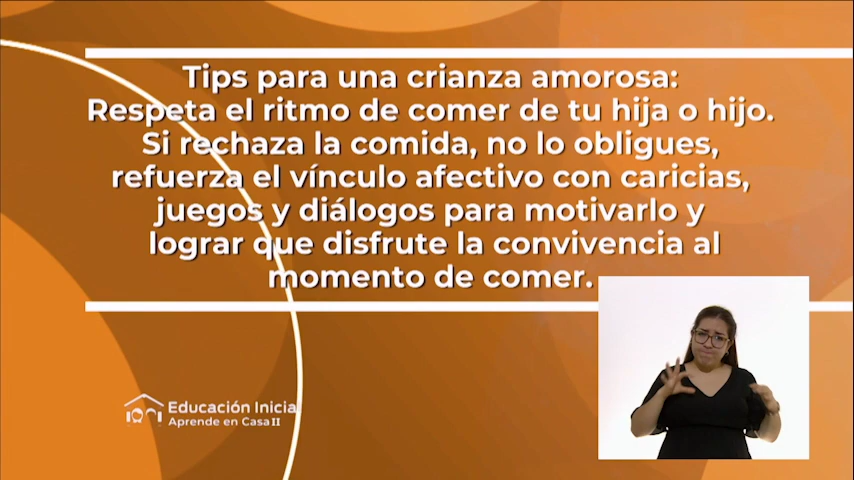 Tips para una crianza amorosa:
Respeta el ritmo de comer de tu hija o hijo.
Si rechaza la comida, no lo obligues,
refuerza el vínculo afectivo con caricias,
juegos y diálogos para motivarlo y
lograr que disfrute la convivencia al
momento de comer.
Educación Inicial
Aprende en Casa II